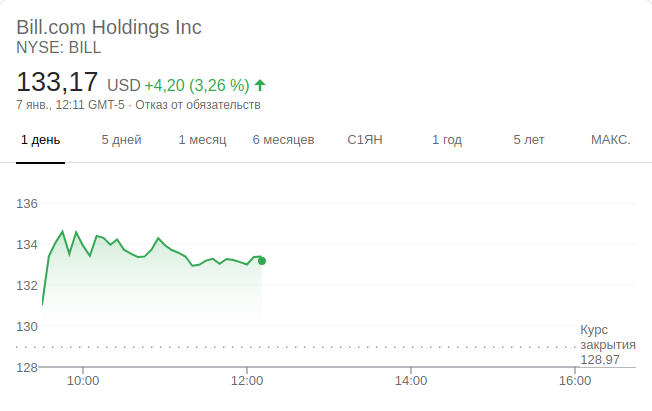 Bill.com Holdings Inc
NYSE: BILL
133,17 USD +4,20 (3,26 %)
7 янв., 12:11 GMT-5 · Отказ от обязательств
1 день 5 дней 1 месяц 6 месяцев С1ЯН 1 год 5 лет МАКС.
136
134
132
130
Курс
закрытия
128,97
128
10:00 12:00 14:00 16:00